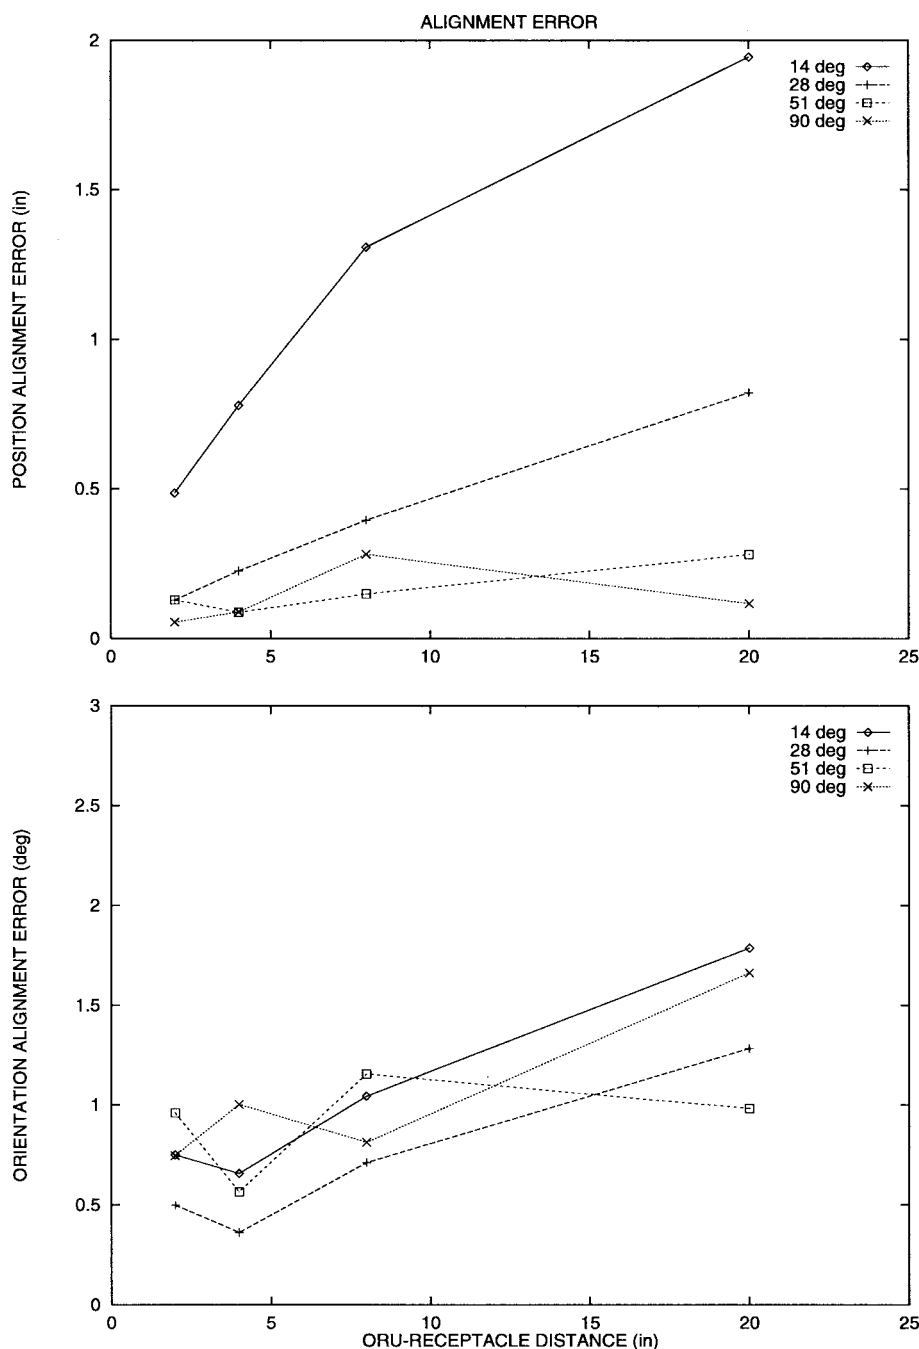 ALIGNMENT ERROR
2
1.5
1
0.5
0
POSITION ALIGNMENT ERROR (in)
14 deg
28 deg
51 deg
90 deg
0
5
10
15
20
25
3
2.5
2
1.5
1
0.5
0
ORIENTATION ALIGNMENT ERROR (deg)
14 deg
28 deg
51 deg
90 deg
0
5
10
15
20
25
ORU-RECEPTACLE DISTANCE (in)